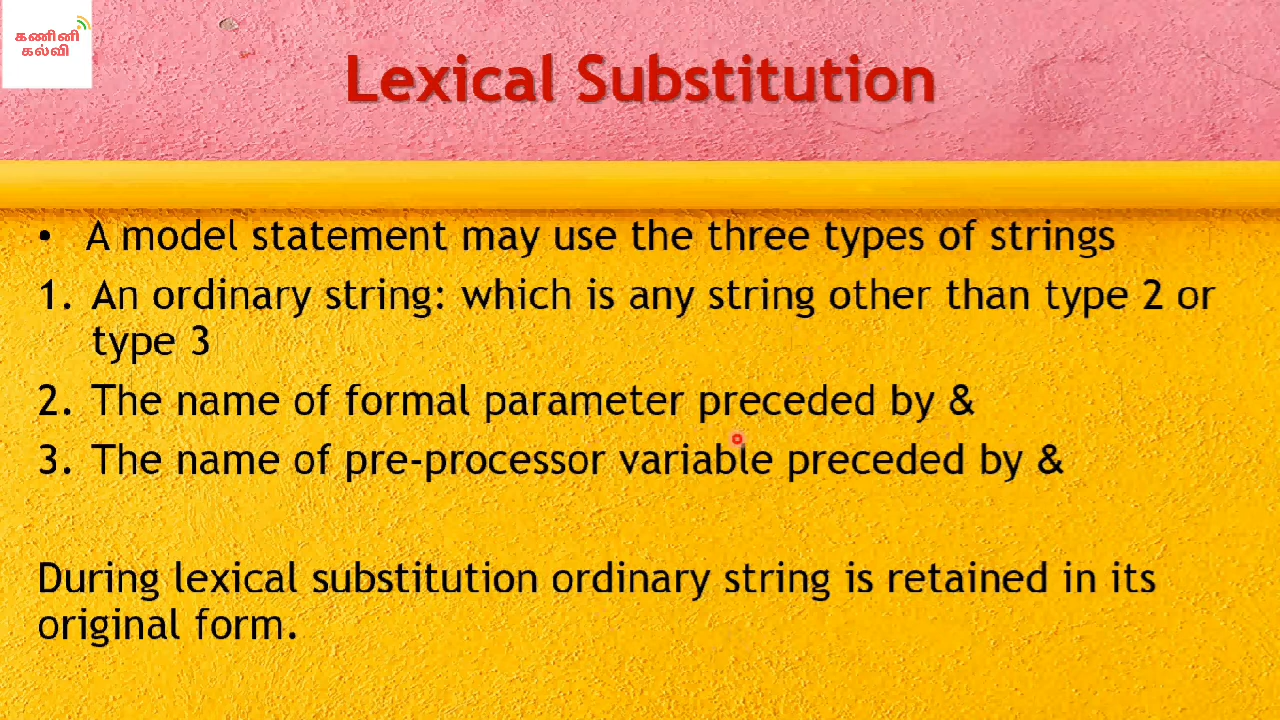 கணினி
கல்வி
Lexical Substitution
• A model statement may use the three types of strings
1. An ordinary string: which is any string other than type 2 or
type 3
2. The name of formal parameter preceded by &
3. The name of pre-processor variable preceded by &
During lexical substitution ordinary string is retained in its
original form.